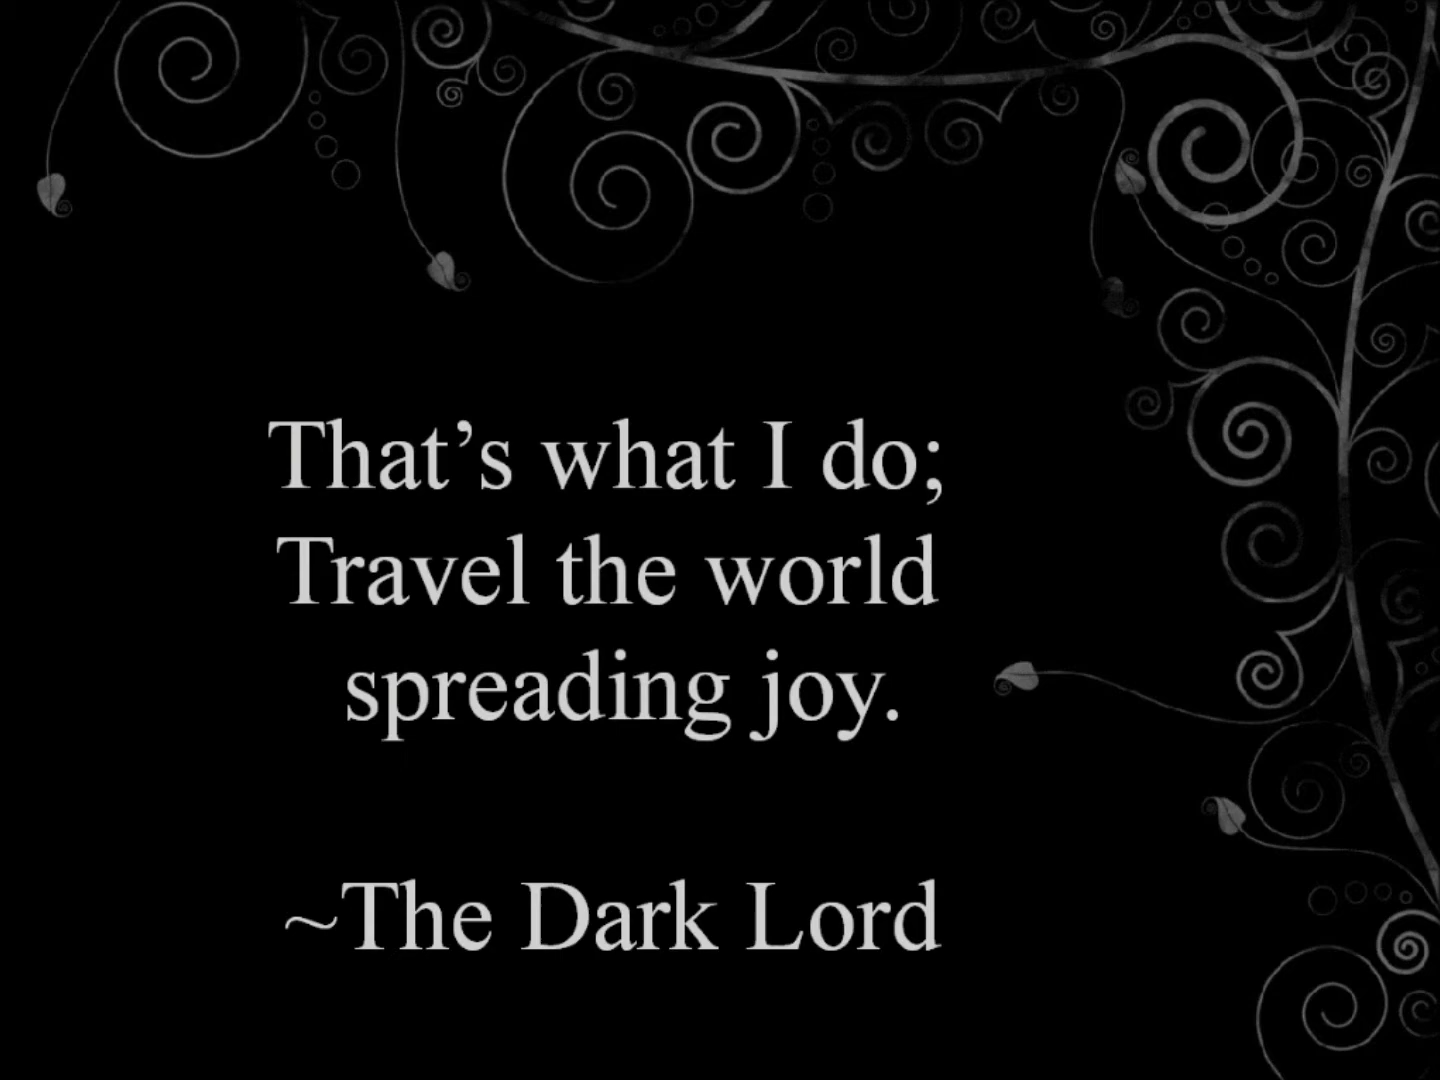 That’s what I do;
Travel the world
spreading joy.
~The Dark Lord